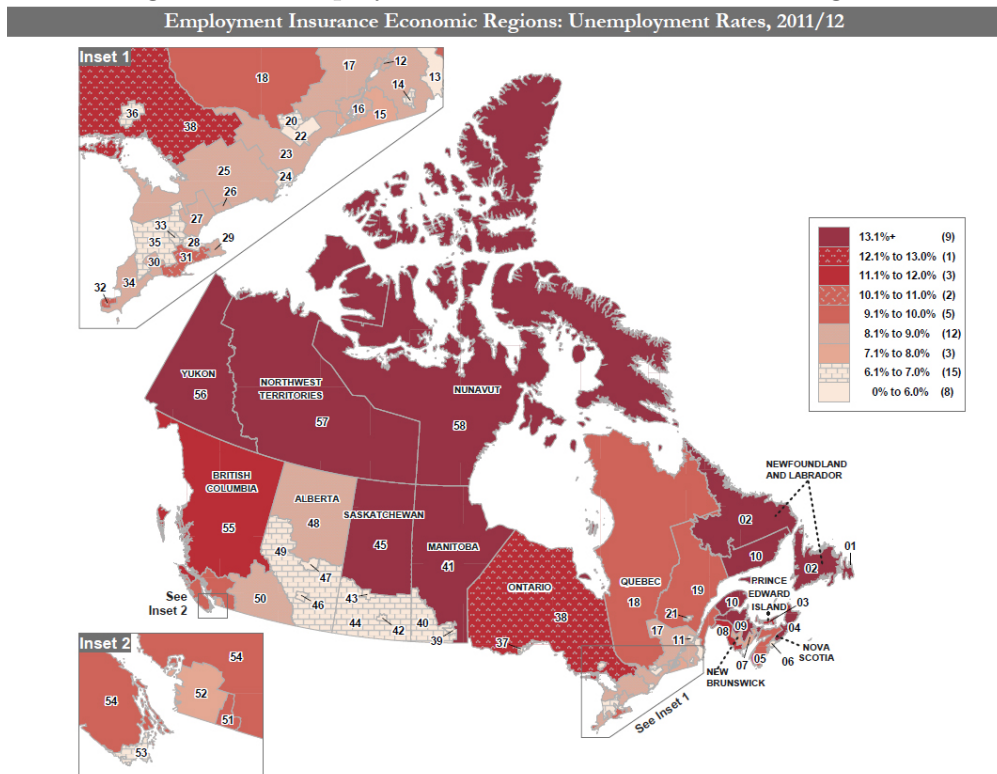 Employment Insurance Economic Regions: Unemployment Rates, 2011/12
Inset 1
18
17
12
13
14
16
15
36
38
20
22
23
24
25
26
27
33
35
28
29
31
30
34
32
13.1%+ (9)
12.1% to 13.0% (1)
11.1% to 12.0% (3)
10.1% to 11.0% (2)
9.1% to 10.0% (5)
8.1% to 9.0% (12)
7.1% to 8.0% (3)
6.1% to 7.0% (15)
0% to 6.0% (8)
YUKON
56
NORTHWEST
TERRITORIES
57
NUNAVUT
58
BRITISH
COLUMBIA
55
ALBERTA
48
SASKATCHEWAN
45
MANITOBA
41
49
47
50
46
43
44
42
40
39
ONTARIO
38
37
QUEBEC
18
19
21
17
11
NEWFOUNDLAND
AND LABRADOR
02
10
02
01
PRINCE
EDWARD
ISLAND
03
10
08
09
04
NOVA
SCOTIA
07
05
06
NEW
BRUNSWICK
See
Inset 2
See Inset 1
Inset 2
54
54
52
51
53